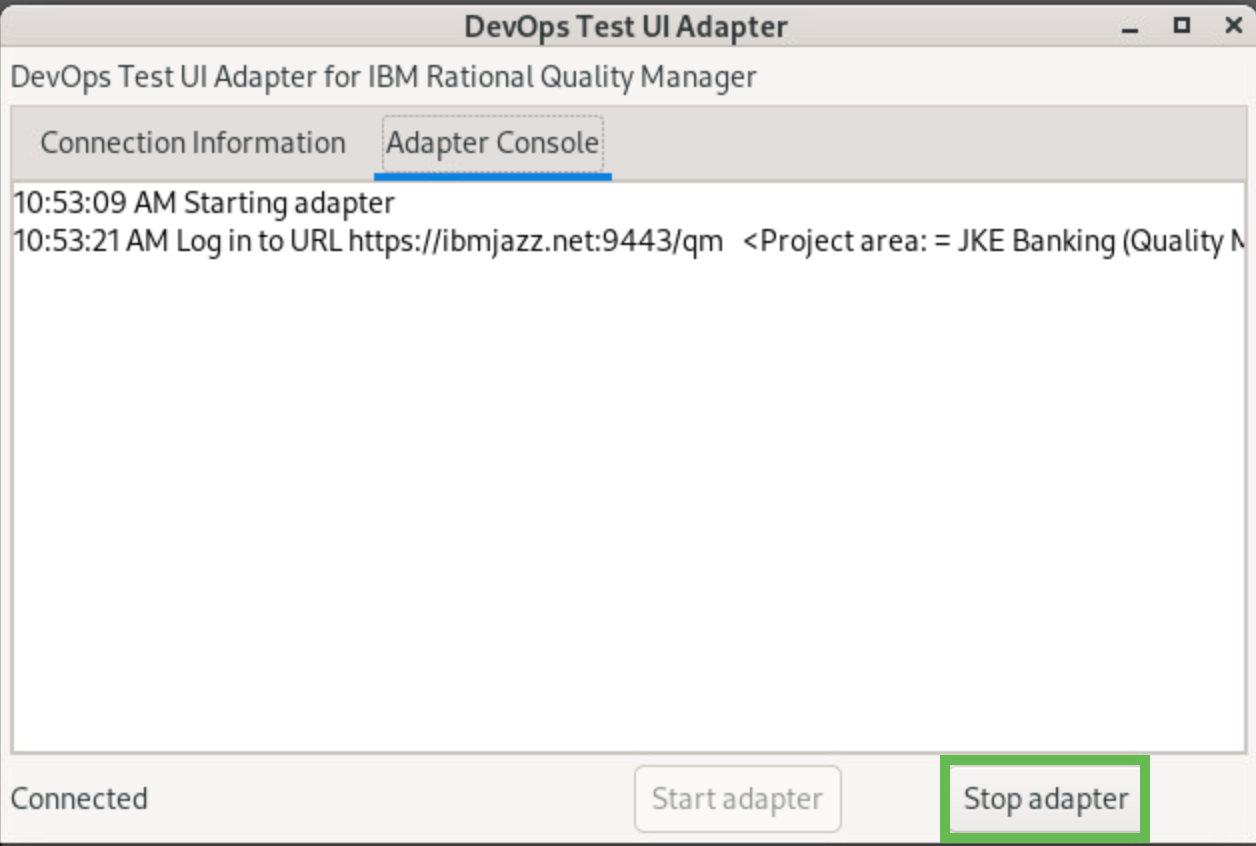 DevOps Test UI Adapter
DevOps Test UI Adapter for IBM Rational Quality Manager
Connection Information Adapter Console
10:53:09 AM Starting adapter
10:53:21 AM Log in to URL https://ibmjazz.net:9443/qm <Project area: = JKE Banking (Quality
Connected Start adapter Stop adapter